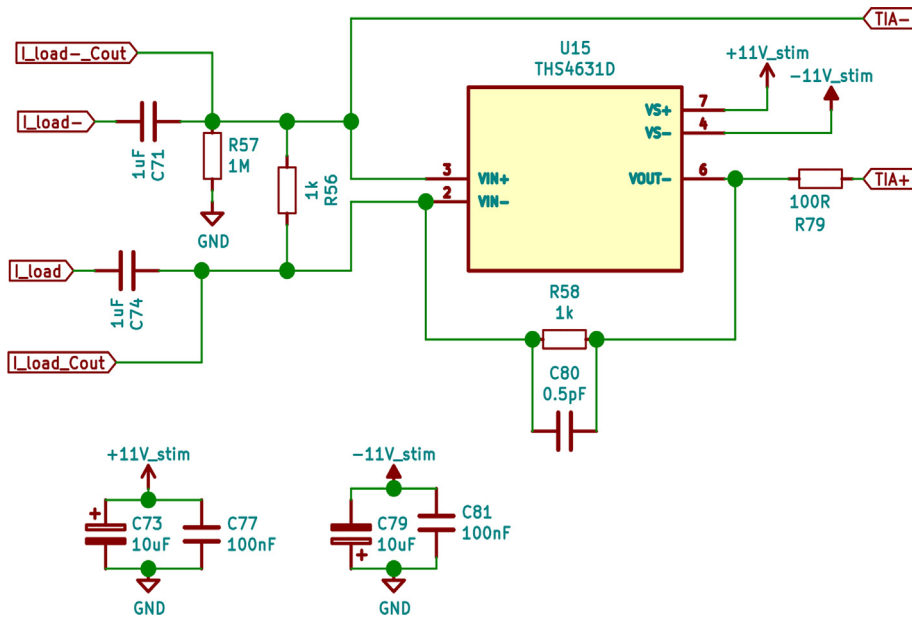 TIA-
I_load-_Cout
U15
THS4631D
+11V_stim
-11V_stim
I_load-
1uF
C71
R57
1M
1k
R56
GND
3
VIN+
2
VIN-
VS+
7
VS-
4
VOUT-
6
100R
R79
TIA+
I_load
1uF
C74
I_load_Cout
R58
1k
C80
0.5pF
+11V_stim
+
C73
10uF
C77
100nF
GND
-11V_stim
C79
10uF
+
C81
100nF
GND